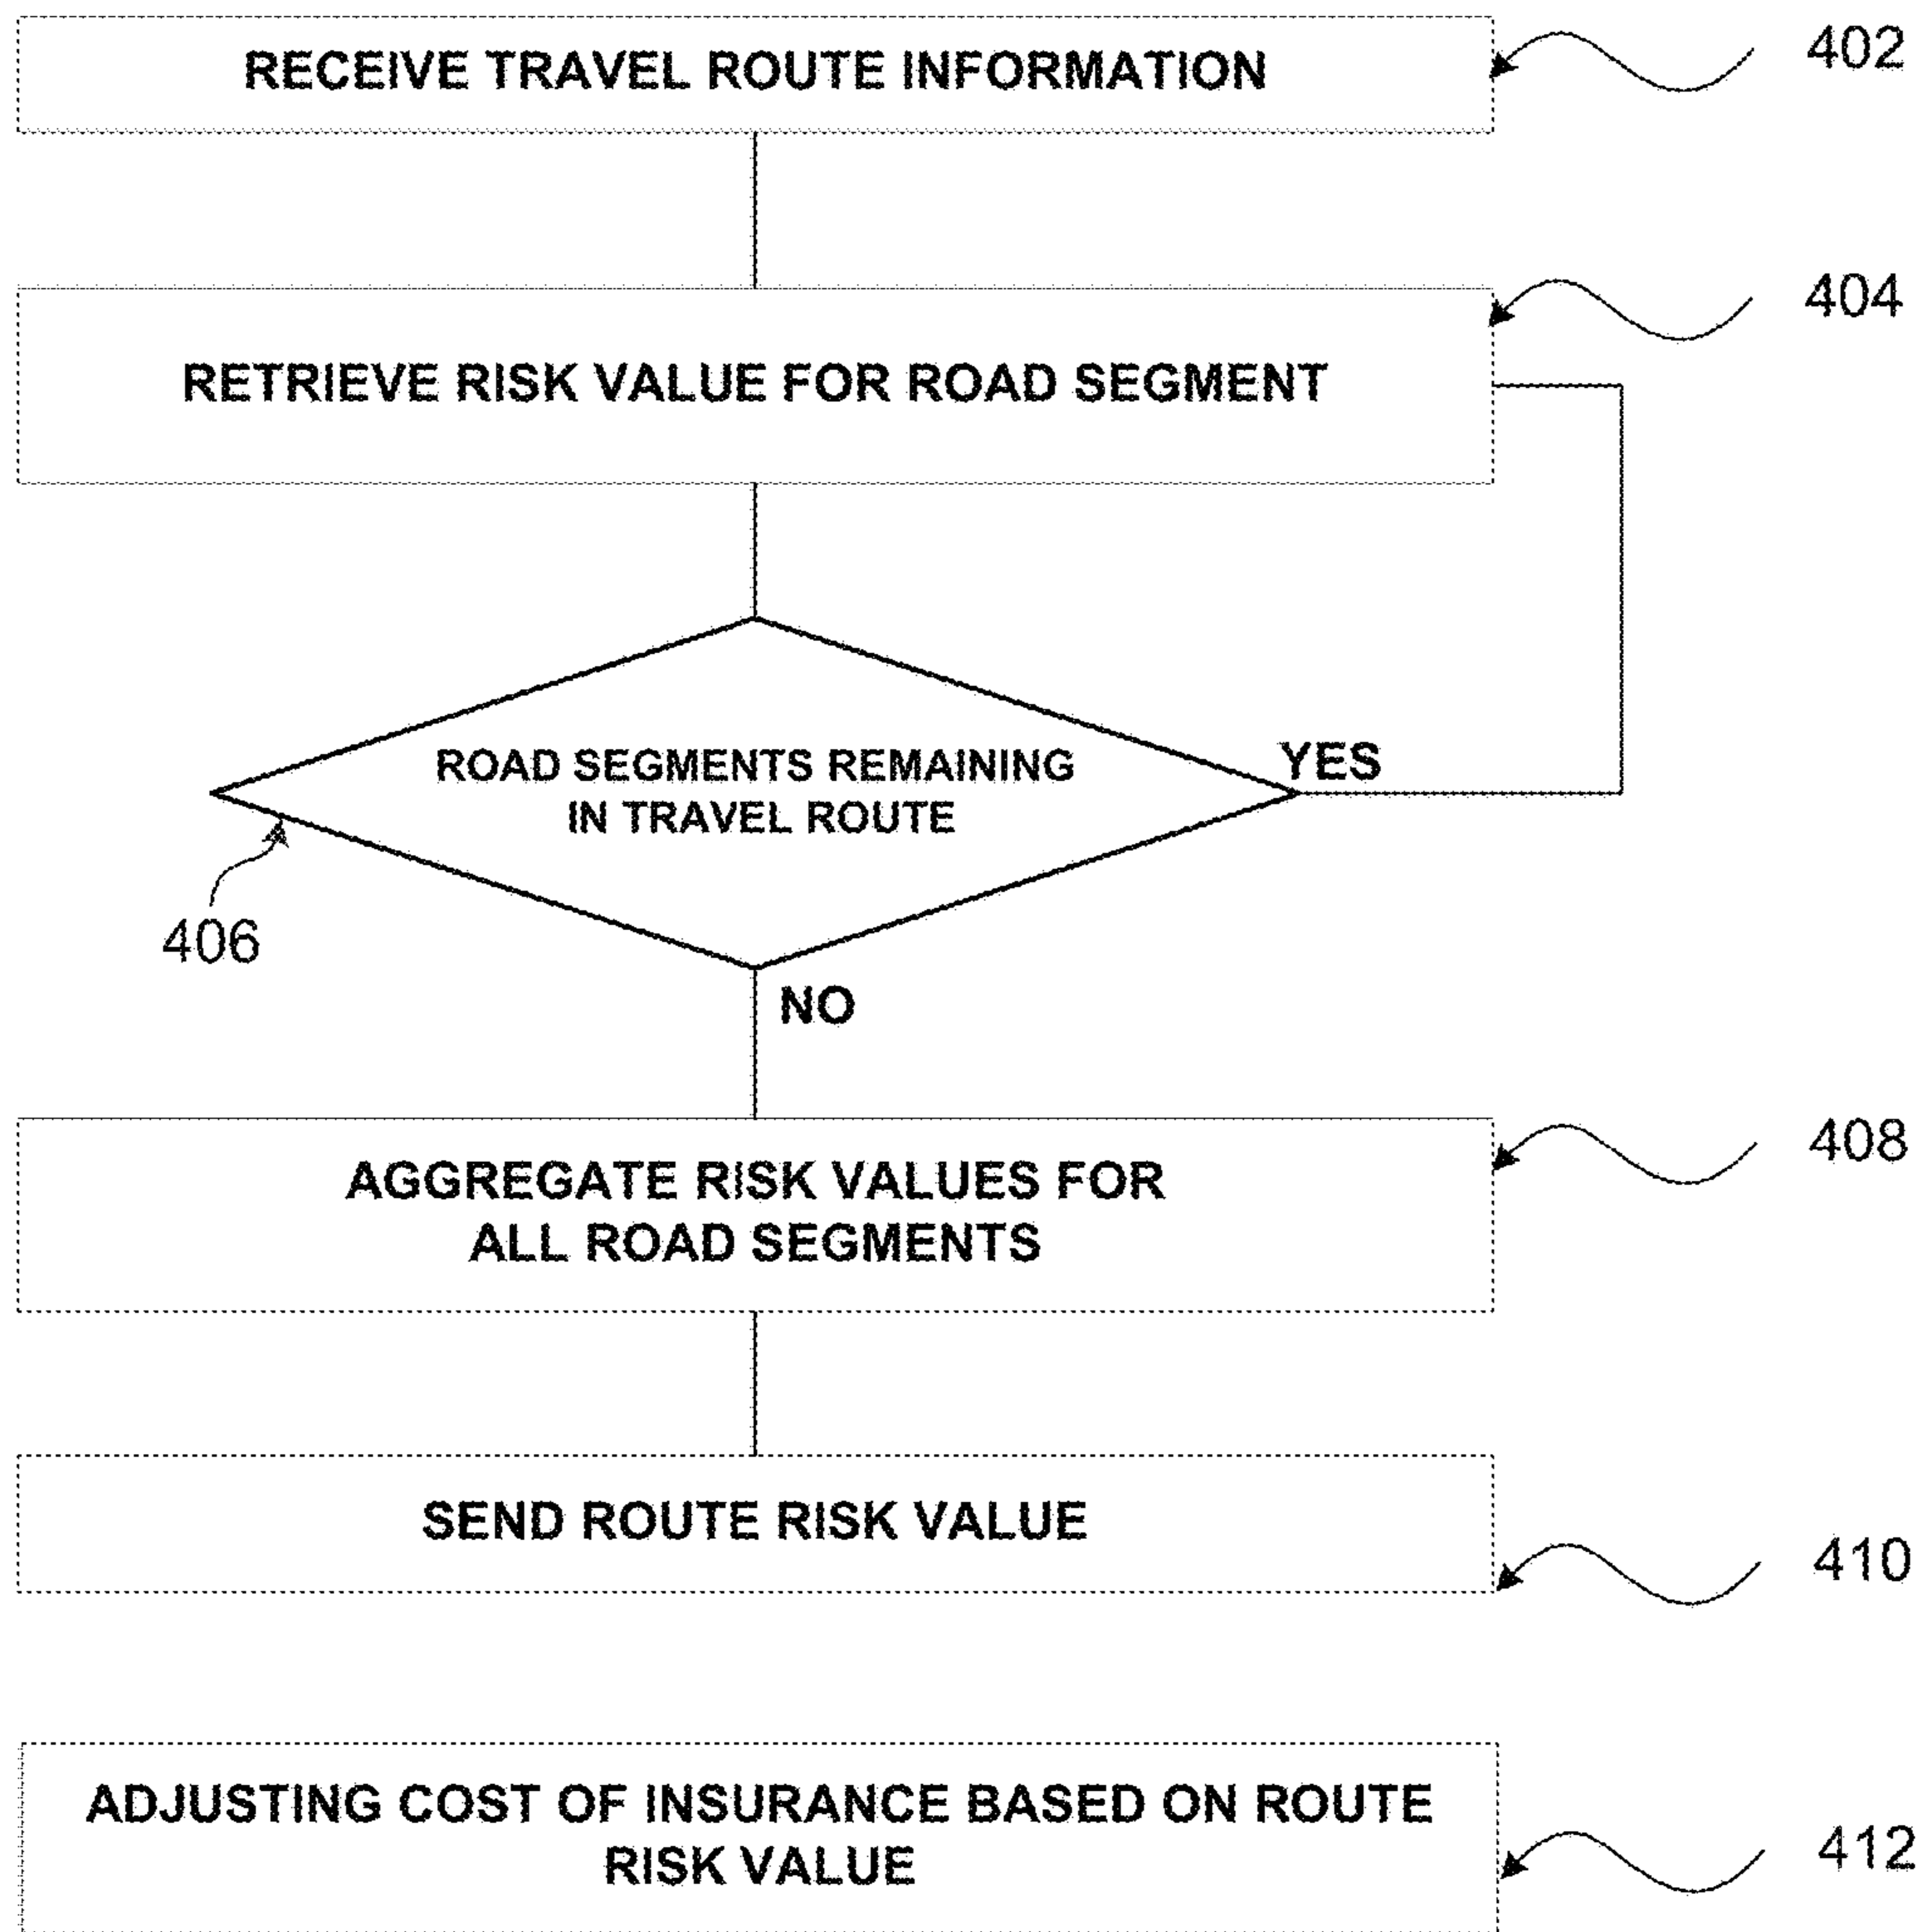 RECEIVE TRAVEL ROUTE INFORMATION
402
RETRIEVE RISK VALUE FOR ROAD SEGMENT
404
ROAD SEGMENTS REMAINING
IN TRAVEL ROUTE
YES
406
NO
AGGREGATE RISK VALUES FOR
ALL ROAD SEGMENTS
408
SEND ROUTE RISK VALUE
410
ADJUSTING COST OF INSURANCE BASED ON ROUTE
RISK VALUE
412